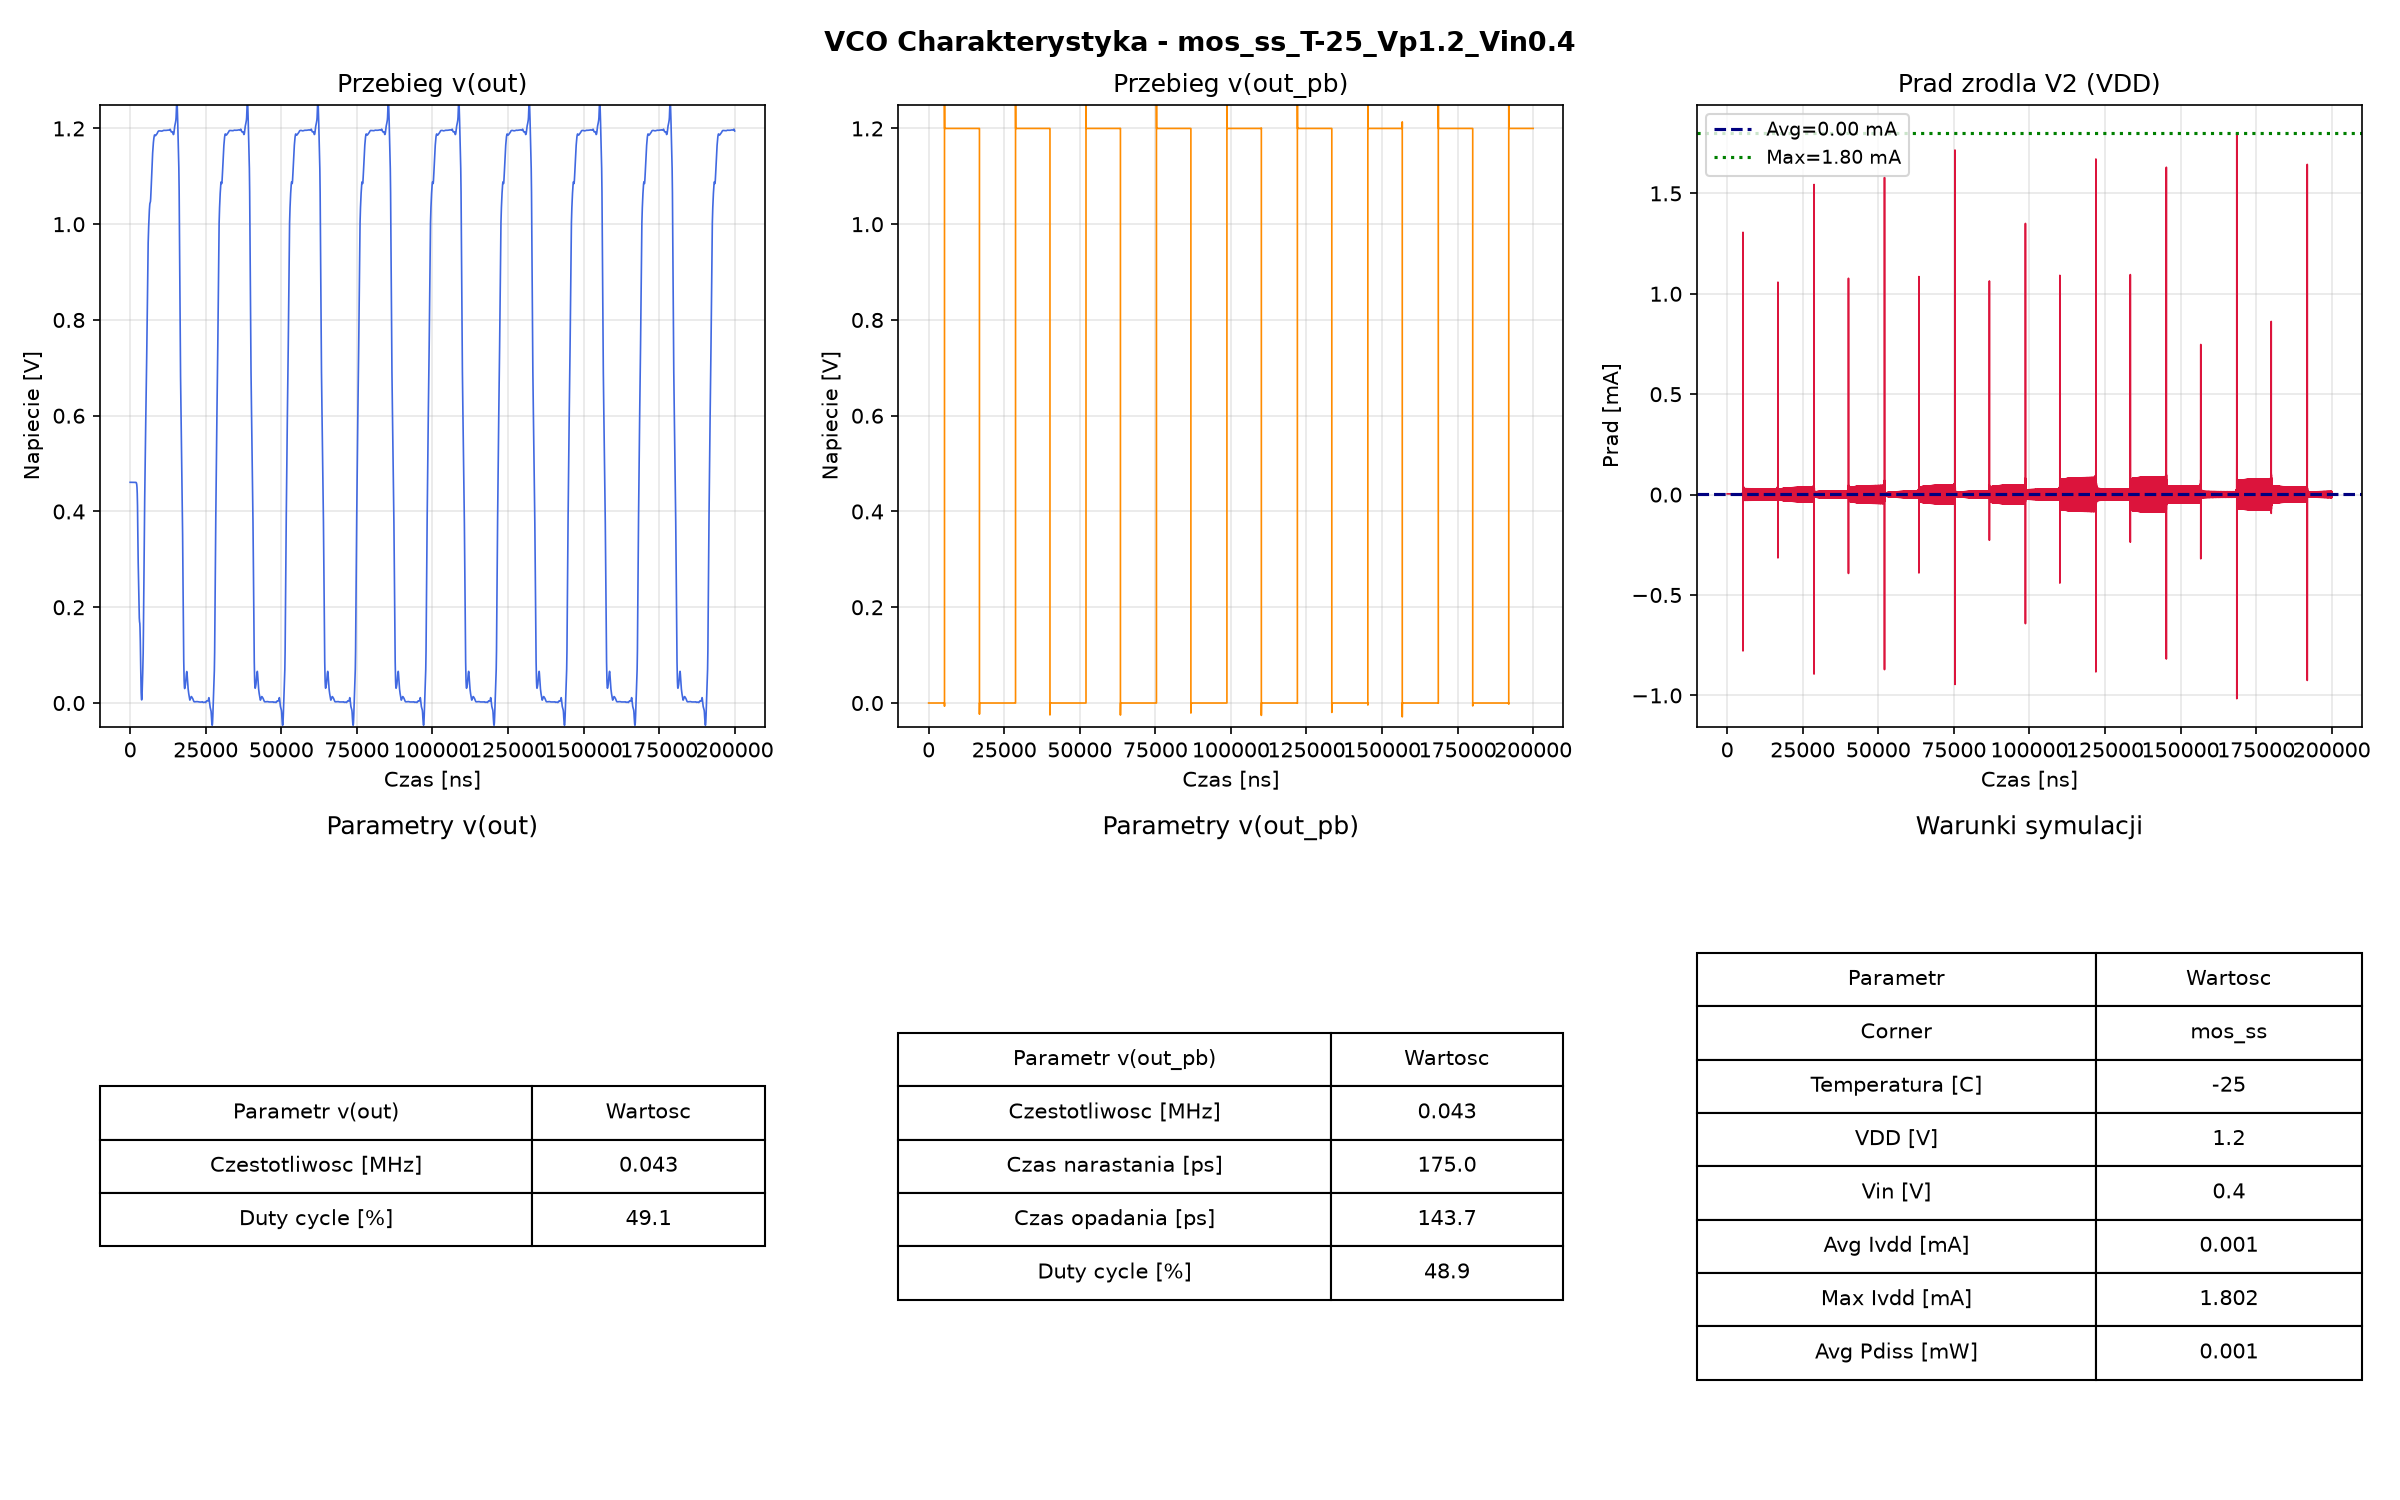 VCO Charakterystyka - mos_ss_T-25_Vp1.2_Vin0.4
Przebieg v(out)
Napiecie [V]
1.2
1.0
0.8
0.6
0.4
0.2
0.0
0 25000 50000 75000 100000 125000 150000 175000 200000
Czas [ns]
Przebieg v(out_pb)
Napiecie [V]
1.2
1.0
0.8
0.6
0.4
0.2
0.0
0 25000 50000 75000 100000 125000 150000 175000 200000
Czas [ns]
Prad zrodla V2 (VDD)
Avg=0.00 mA
Max=1.80 mA
Prad [mA]
1.5
1.0
0.5
0.0
−0.5
−1.0
0 25000 50000 75000 100000 125000 150000 175000 200000
Czas [ns]
Parametry v(out)
Parametr v(out) Wartosc
Czestotliwosc [MHz] 0.043
Duty cycle [%] 49.1
Parametry v(out_pb)
Parametr v(out_pb) Wartosc
Czestotliwosc [MHz] 0.043
Czas narastania [ps] 175.0
Czas opadania [ps] 143.7
Duty cycle [%] 48.9
Warunki symulacji
Parametr Wartosc
Corner mos_ss
Temperatura [C] -25
VDD [V] 1.2
Vin [V] 0.4
Avg Ivdd [mA] 0.001
Max Ivdd [mA] 1.802
Avg Pdiss [mW] 0.001